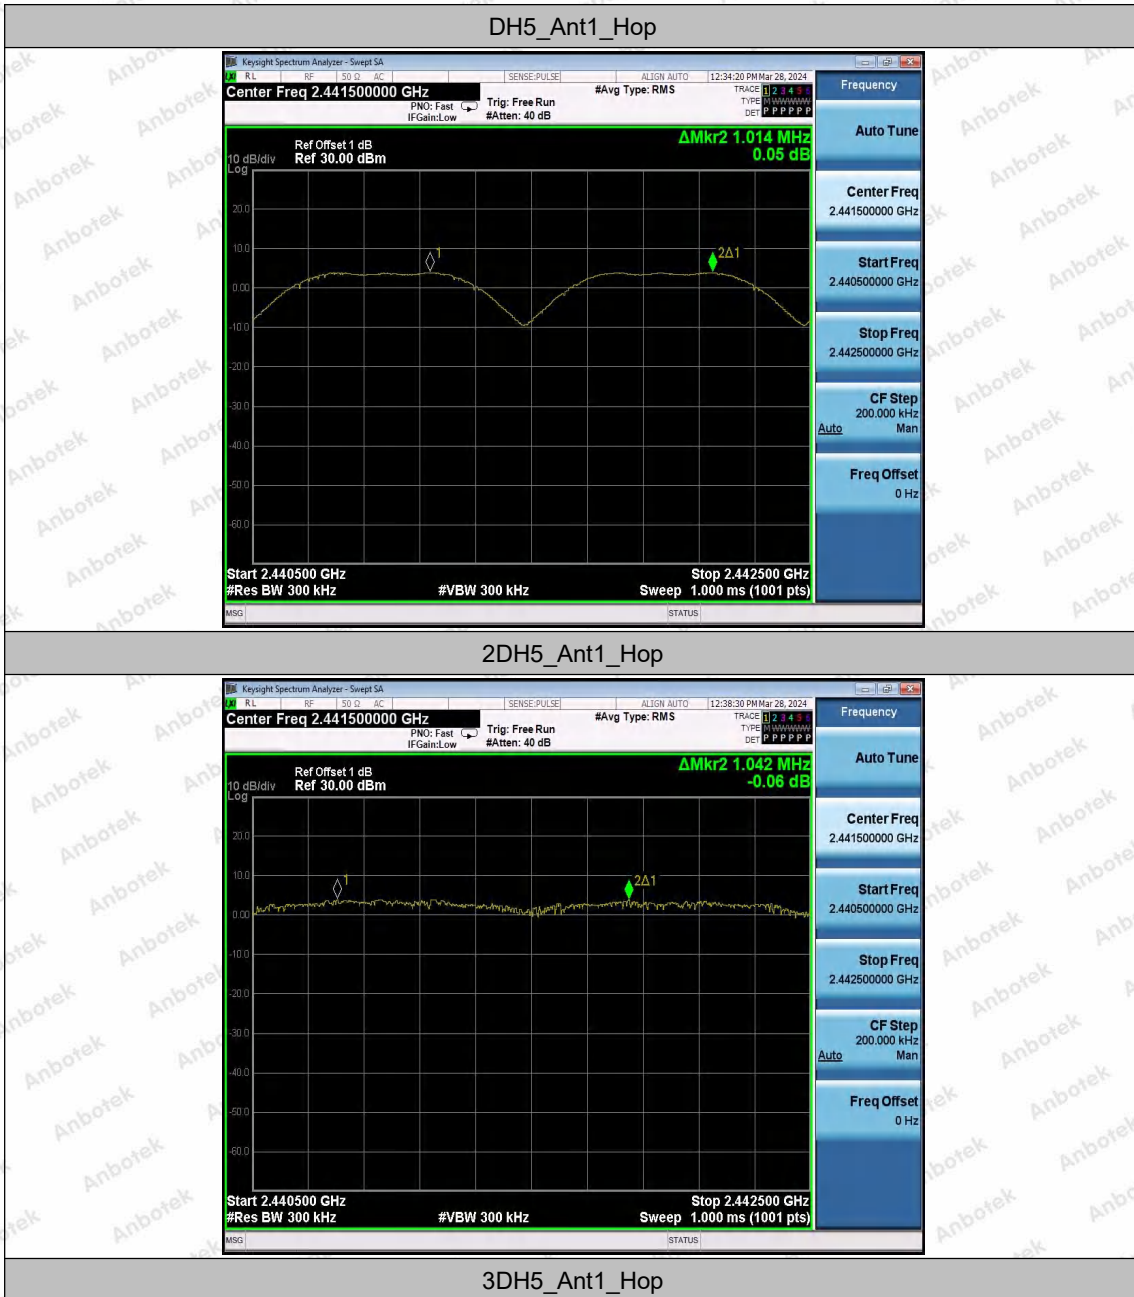 DH5_Ant1_Hop
Keysight Spectrum Analyzer - Swept SA
RL RF 50 Ω AC SENSE:PULSE ALIGN AUTO 12:34:20 PM Mar 28, 2024
Center Freq 2.441500000 GHz
PNO: Fast
IFGain:Low
Trig: Free Run
#Atten: 40 dB
#Avg Type: RMS
TRACE 1 2 3 4 5 6
TYPE M WWWWW
DET P P P P P P
Frequency
Ref Offset 1 dB
Ref 30.00 dBm
10 dB/div
Log
ΔMkr2 1.014 MHz
0.05 dB
20.0
10.0
0.00
-10.0
-20.0
-30.0
-40.0
-50.0
-60.0
1
2Δ1
Start 2.440500 GHz
Stop 2.442500 GHz
#Res BW 300 kHz
#VBW 300 kHz
Sweep 1.000 ms (1001 pts)
MSG
STATUS
Auto Tune
Center Freq
2.441500000 GHz
Start Freq
2.440500000 GHz
Stop Freq
2.442500000 GHz
CF Step
200.000 kHz
Auto Man
Freq Offset
0 Hz
2DH5_Ant1_Hop
Keysight Spectrum Analyzer - Swept SA
RL RF 50 Ω AC SENSE:PULSE ALIGN AUTO 12:38:30 PM Mar 28, 2024
Center Freq 2.441500000 GHz
PNO: Fast
IFGain:Low
Trig: Free Run
#Atten: 40 dB
#Avg Type: RMS
TRACE 1 2 3 4 5 6
TYPE M WWWWW
DET P P P P P P
Frequency
Ref Offset 1 dB
Ref 30.00 dBm
10 dB/div
Log
ΔMkr2 1.042 MHz
-0.06 dB
20.0
10.0
0.00
-10.0
-20.0
-30.0
-40.0
-50.0
-60.0
1
2Δ1
Start 2.440500 GHz
Stop 2.442500 GHz
#Res BW 300 kHz
#VBW 300 kHz
Sweep 1.000 ms (1001 pts)
MSG
STATUS
Auto Tune
Center Freq
2.441500000 GHz
Start Freq
2.440500000 GHz
Stop Freq
2.442500000 GHz
CF Step
200.000 kHz
Auto Man
Freq Offset
0 Hz
3DH5_Ant1_Hop
Anbotek